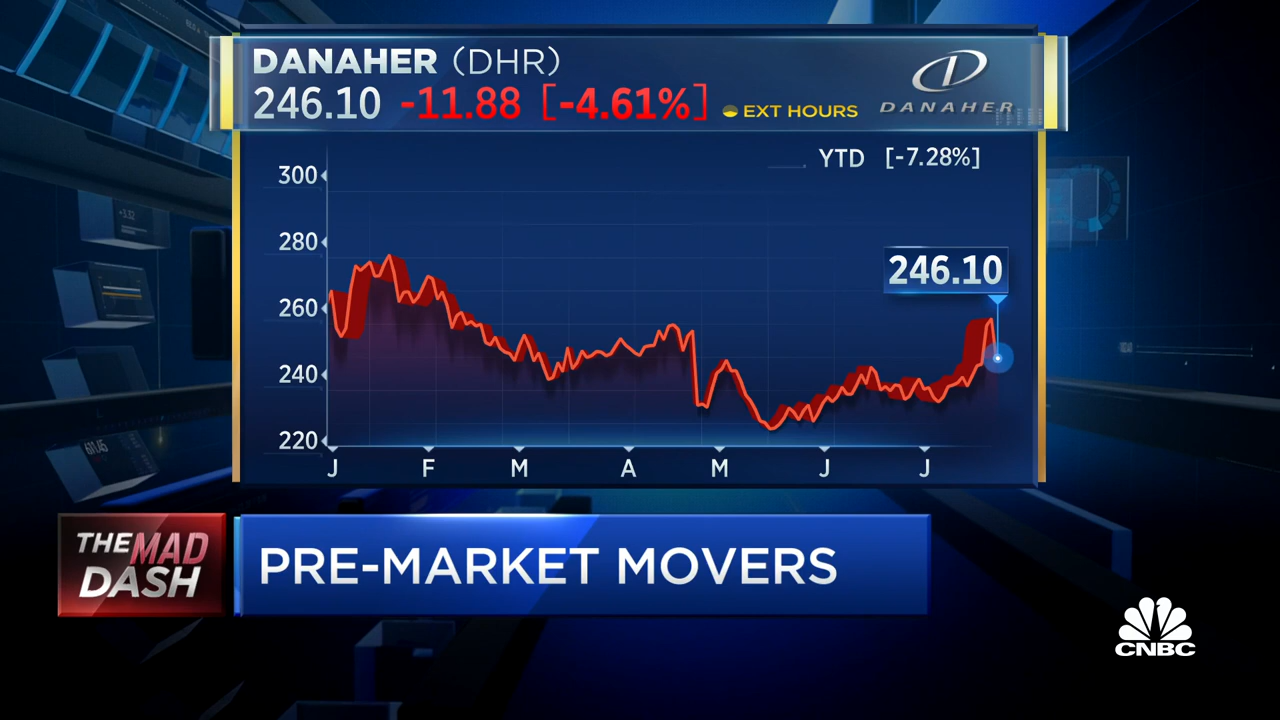 DANAHER (DHR)
246.10 -11.88 [-4.61%] EXT HOURS
DANAHER
YTD [-7.28%]
300
280
260
240
220
246.10
J F M A M J J
THE MAD
DASH
PRE-MARKET MOVERS
CNBC